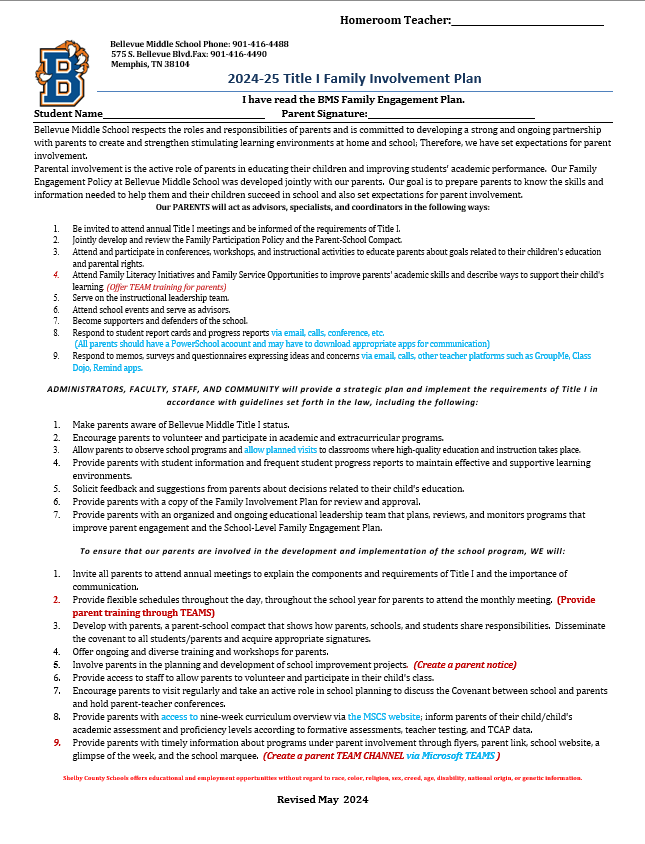 Homeroom Teacher:
Bellevue Middle School Phone: 901-416-4488
575 S. Bellevue Blvd.Fax: 901-416-4490
Memphis, TN 38104
B
2024-25 Title I Family Involvement Plan
I have read the BMS Family Engagement Plan.
Student Name Parent Signature:
Bellevue Middle School respects the roles and responsibilities of parents and is committed to developing a strong and ongoing partnership
with parents to create and strengthen stimulating learning environments at home and school; Therefore, we have set expectations for parent
involvement.
Parental involvement is the active role of parents in educating their children and improving students' academic performance. Our Family
Engagement Policy at Bellevue Middle School was developed jointly with our parents. Our goal is to prepare parents to know the skills and
information needed to help them and their children succeed in school and also set expectations for parent involvement.
Our PARENTS will act as advisors, specialists, and coordinators in the following ways:
1. Be invited to attend annual Title I meetings and be informed of the requirements of Title I.
2. Jointly develop and review the Family Participation Policy and the Parent-School Compact.
3. Attend and participate in conferences, workshops, and instructional activities to educate parents about goals related to their children's education
and parental rights.
4. Attend Family Literacy Initiatives and Family Service Opportunities to improve parents' academic skills and describe ways to support their child's
learning. (Offer TEAM training for parents)
5. Serve on the instructional leadership team.
6. Attend school events and serve as advisors.
7. Become supporters and defenders of the school.
8. Respond to student report cards and progress reports via email, calls, conference, etc.
(All parents should have a PowerSchool account and may have to download appropriate apps for communication)
9. Respond to memos, surveys and questionnaires expressing ideas and concerns via email, calls, other teacher platforms such as GroupMe, Class
Dojo, Remind apps.
ADMINISTRATORS, FACULTY, STAFF, AND COMMUNITY will provide a strategic plan and implement the requirements of Title I in
accordance with guidelines set forth in the law, including the following:
1. Make parents aware of Bellevue Middle Title I status.
2. Encourage parents to volunteer and participate in academic and extracurricular programs.
3. Allow parents to observe school programs and allow planned visits to classrooms where high-quality education and instruction takes place.
4. Provide parents with student information and frequent student progress reports to maintain effective and supportive learning
environments.
5. Solicit feedback and suggestions from parents about decisions related to their child's education.
6. Provide parents with a copy of the Family Involvement Plan for review and approval.
7. Provide parents with an organized and ongoing educational leadership team that plans, reviews, and monitors programs that
improve parent engagement and the School-Level Family Engagement Plan.
To ensure that our parents are involved in the development and implementation of the school program, WE will:
1. Invite all parents to attend annual meetings to explain the components and requirements of Title I and the importance of
communication.
2. Provide flexible schedules throughout the day, throughout the school year for parents to attend the monthly meeting. (Provide
parent training through TEAMS)
3. Develop with parents, a parent-school compact that shows how parents, schools, and students share responsibilities. Disseminate
the covenant to all students/parents and acquire appropriate signatures.
4. Offer ongoing and diverse training and workshops for parents.
5. Involve parents in the planning and development of school improvement projects. (Create a parent notice)
6. Provide access to staff to allow parents to volunteer and participate in their child's class.
7. Encourage parents to visit regularly and take an active role in school planning to discuss the Covenant between school and parents
and hold parent-teacher conferences.
8. Provide parents with access to nine-week curriculum overview via the MSCS website; inform parents of their child/child's
academic assessment and proficiency levels according to formative assessments, teacher testing, and TCAP data.
9. Provide parents with timely information about programs under parent involvement through flyers, parent link, school website, a
glimpse of the week, and the school marquee. (Create a parent TEAM CHANNEL via Microsoft TEAMS )
Shelby County Schools offers educational and employment opportunities without regard to race, color, religion, sex, creed, age, disability, national origin, or genetic information.
Revised May 2024